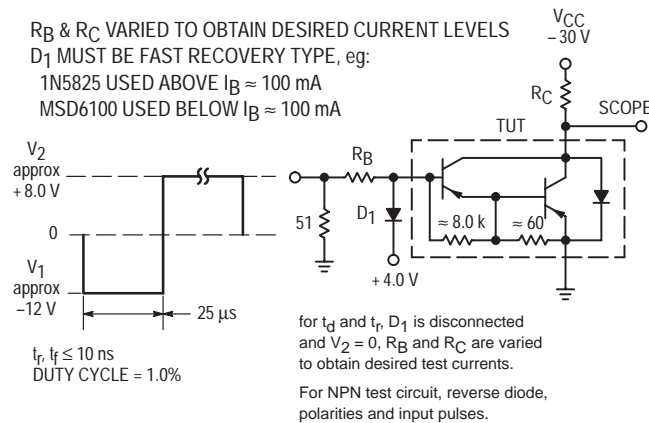 RB & RC VARIED TO OBTAIN DESIRED CURRENT LEVELS
D1 MUST BE FAST RECOVERY TYPE, eg:
1N5825 USED ABOVE IB ≈ 100 mA
MSD6100 USED BELOW IB ≈ 100 mA
VCC
– 30 V
RC
SCOPE
TUT
V2
approx
+ 8.0 V
0
V1
approx
–12 V
25 μs
RB
51
D1
+ 4.0 V
≈ 8.0 k
≈ 60
tr, tf ≤ 10 ns
DUTY CYCLE = 1.0%
for td and tr, D1 is disconnected
and V2 = 0, RB and RC are varied
to obtain desired test currents.
For NPN test circuit, reverse diode,
polarities and input pulses.